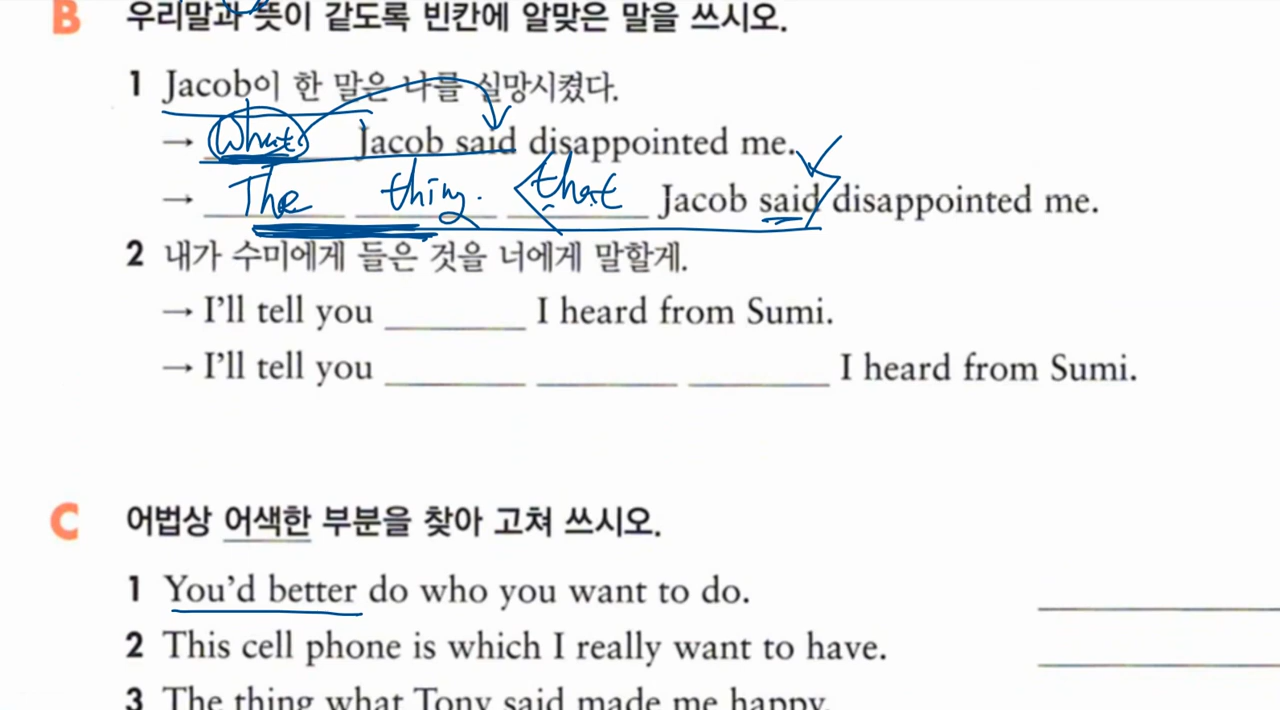 B 우리말과 뜻이 같도록 빈칸에 알맞은 말을 쓰시오.
1 Jacob이 한 말은 나를 실망시켰다.
→ What Jacob said disappointed me.
→ The thing that Jacob said disappointed me.
2 내가 수미에게 들은 것을 너에게 말할게.
→ I'll tell you ______ I heard from Sumi.
→ I'll tell you ______ ______ ______ I heard from Sumi.
C 어법상 어색한 부분을 찾아 고쳐 쓰시오.
1 You'd better do who you want to do.
2 This cell phone is which I really want to have.
3 The thing what Tony said made me happy.